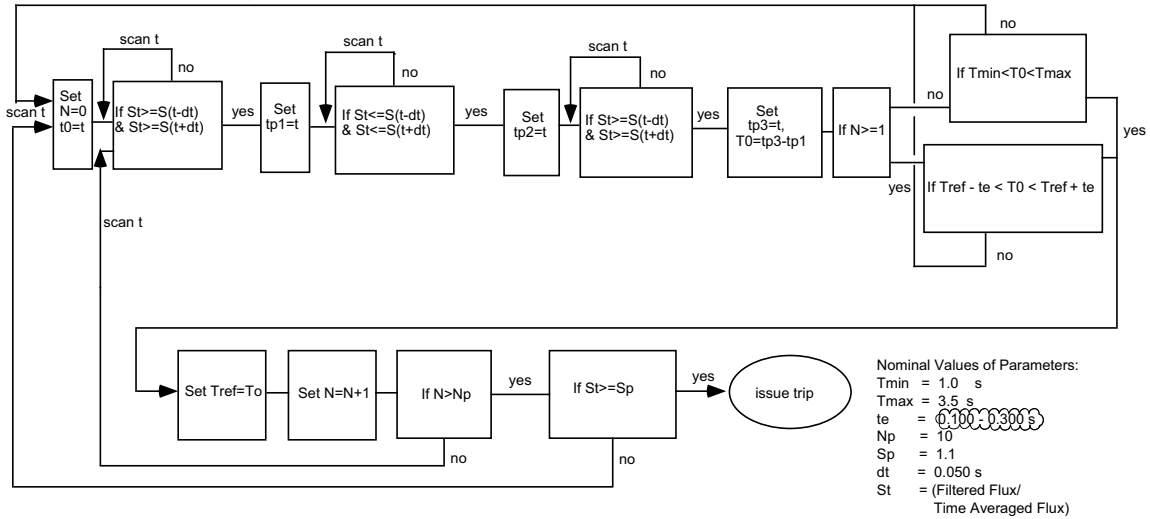 no
scan t
scan t
scan t
no
no
no
If Tmin<T0<Tmax
scan t
Set
N=0
t0=t
If St>=S(t-dt)
& St>=S(t+dt)
yes
Set
tp1=t
If St<=S(t-dt)
& St<=S(t+dt)
yes
Set
tp2=t
If St>=S(t-dt)
& St>=S(t+dt)
yes
Set
tp3=t,
T0=tp3-tp1
If N>=1
no
yes
yes
If Tref - te < T0 < Tref + te
no
scan t
Set Tref=To
Set N=N+1
If N>Np
yes
If St>=Sp
yes
issue trip
no
no
Nominal Values of Parameters:
Tmin = 1.0 s
Tmax = 3.5 s
te = 0.100 - 0.300 s
Np = 10
Sp = 1.1
dt = 0.050 s
St = (Filtered Flux/
Time Averaged Flux)